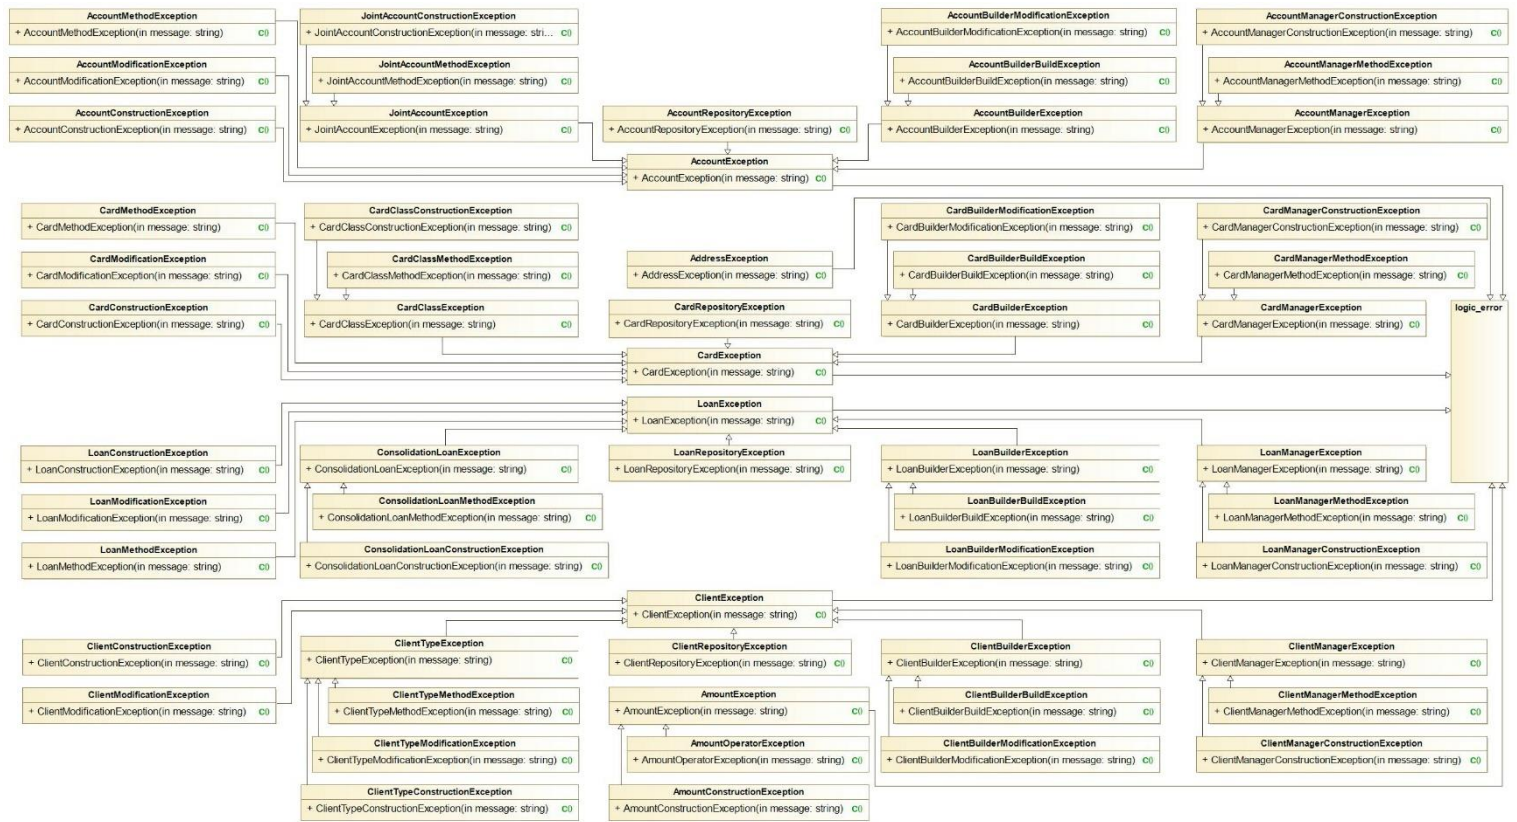 AccountMethodException
+ AccountMethodException(in message: string) C()
JointAccountConstructionException
+ JointAccountConstructionException(in message: stri... C()
AccountBuilderModificationException
+ AccountBuilderModificationException(in message: string) C()
AccountManagerConstructionException
+ AccountManagerConstructionException(in message: string) C()
AccountModificationException
+ AccountModificationException(in message: string) C()
JointAccountMethodException
+ JointAccountMethodException(in message: string) C()
AccountBuilderBuildException
+ AccountBuilderBuildException(in message: string) C()
AccountManagerMethodException
+ AccountManagerMethodException(in message: string) C()
AccountConstructionException
+ AccountConstructionException(in message: string) C()
JointAccountException
+ JointAccountException(in message: string) C()
AccountRepositoryException
+ AccountRepositoryException(in message: string) C()
AccountBuilderException
+ AccountBuilderException(in message: string) C()
AccountManagerException
+ AccountManagerException(in message: string) C()
AccountException
+ AccountException(in message: string) C()
CardMethodException
+ CardMethodException(in message: string) C()
CardClassConstructionException
+ CardClassConstructionException(in message: string) C()
CardBuilderModificationException
+ CardBuilderModificationException(in message: string) C()
CardManagerConstructionException
+ CardManagerConstructionException(in message: string) C()
CardModificationException
+ CardModificationException(in message: string) C()
CardClassMethodException
+ CardClassMethodException(in message: string) C()
AddressException
+ AddressException(in message: string) C()
CardBuilderBuildException
+ CardBuilderBuildException(in message: string) C()
CardManagerMethodException
+ CardManagerMethodException(in message: string) C()
CardConstructionException
+ CardConstructionException(in message: string) C()
CardClassException
+ CardClassException(in message: string) C()
CardRepositoryException
+ CardRepositoryException(in message: string) C()
CardBuilderException
+ CardBuilderException(in message: string) C()
CardManagerException
+ CardManagerException(in message: string) C()
logic_error
CardException
+ CardException(in message: string) C()
LoanException
+ LoanException(in message: string) C()
LoanConstructionException
+ LoanConstructionException(in message: string) C()
ConsolidationLoanException
+ ConsolidationLoanException(in message: string) C()
LoanRepositoryException
+ LoanRepositoryException(in message: string) C()
LoanBuilderException
+ LoanBuilderException(in message: string) C()
LoanManagerException
+ LoanManagerException(in message: string) C()
LoanModificationException
+ LoanModificationException(in message: string) C()
ConsolidationLoanMethodException
+ ConsolidationLoanMethodException(in message: string) C()
LoanBuilderBuildException
+ LoanBuilderBuildException(in message: string) C()
LoanManagerMethodException
+ LoanManagerMethodException(in message: string) C()
LoanMethodException
+ LoanMethodException(in message: string) C()
ConsolidationLoanConstructionException
+ ConsolidationLoanConstructionException(in message: string) C()
LoanBuilderModificationException
+ LoanBuilderModificationException(in message: string) C()
LoanManagerConstructionException
+ LoanManagerConstructionException(in message: string) C()
ClientException
+ ClientException(in message: string) C()
ClientConstructionException
+ ClientConstructionException(in message: string) C()
ClientTypeException
+ ClientTypeException(in message: string) C()
ClientRepositoryException
+ ClientRepositoryException(in message: string) C()
ClientBuilderException
+ ClientBuilderException(in message: string) C()
ClientManagerException
+ ClientManagerException(in message: string) C()
ClientModificationException
+ ClientModificationException(in message: string) C()
ClientTypeMethodException
+ ClientTypeMethodException(in message: string) C()
AmountException
+ AmountException(in message: string) C()
ClientBuilderBuildException
+ ClientBuilderBuildException(in message: string) C()
ClientManagerMethodException
+ ClientManagerMethodException(in message: string) C()
ClientTypeModificationException
+ ClientTypeModificationException(in message: string) C()
AmountOperatorException
+ AmountOperatorException(in message: string) C()
ClientBuilderModificationException
+ ClientBuilderModificationException(in message: string) C()
ClientManagerConstructionException
+ ClientManagerConstructionException(in message: string) C()
ClientTypeConstructionException
+ ClientTypeConstructionException(in message: string) C()
AmountConstructionException
+ AmountConstructionException(in message: string) C()